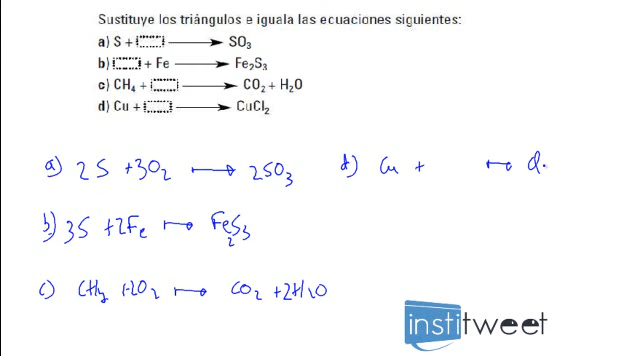 Sustituye los triángulos e iguala las ecuaciones siguientes:
a) S + ⟶ SO₃
b) + Fe ⟶ Fe₂S₃
c) CH₄ + ⟶ CO₂ + H₂O
d) Cu + ⟶ CuCl₂
a) 2S + 3O₂ ⟼ 2SO₃
d) Cu + ⟼
b) 3S + 2Fe ⟼ Fe₂S₃
c) CH₄ + 2O₂ ⟼ CO₂ + 2H₂O
institweet